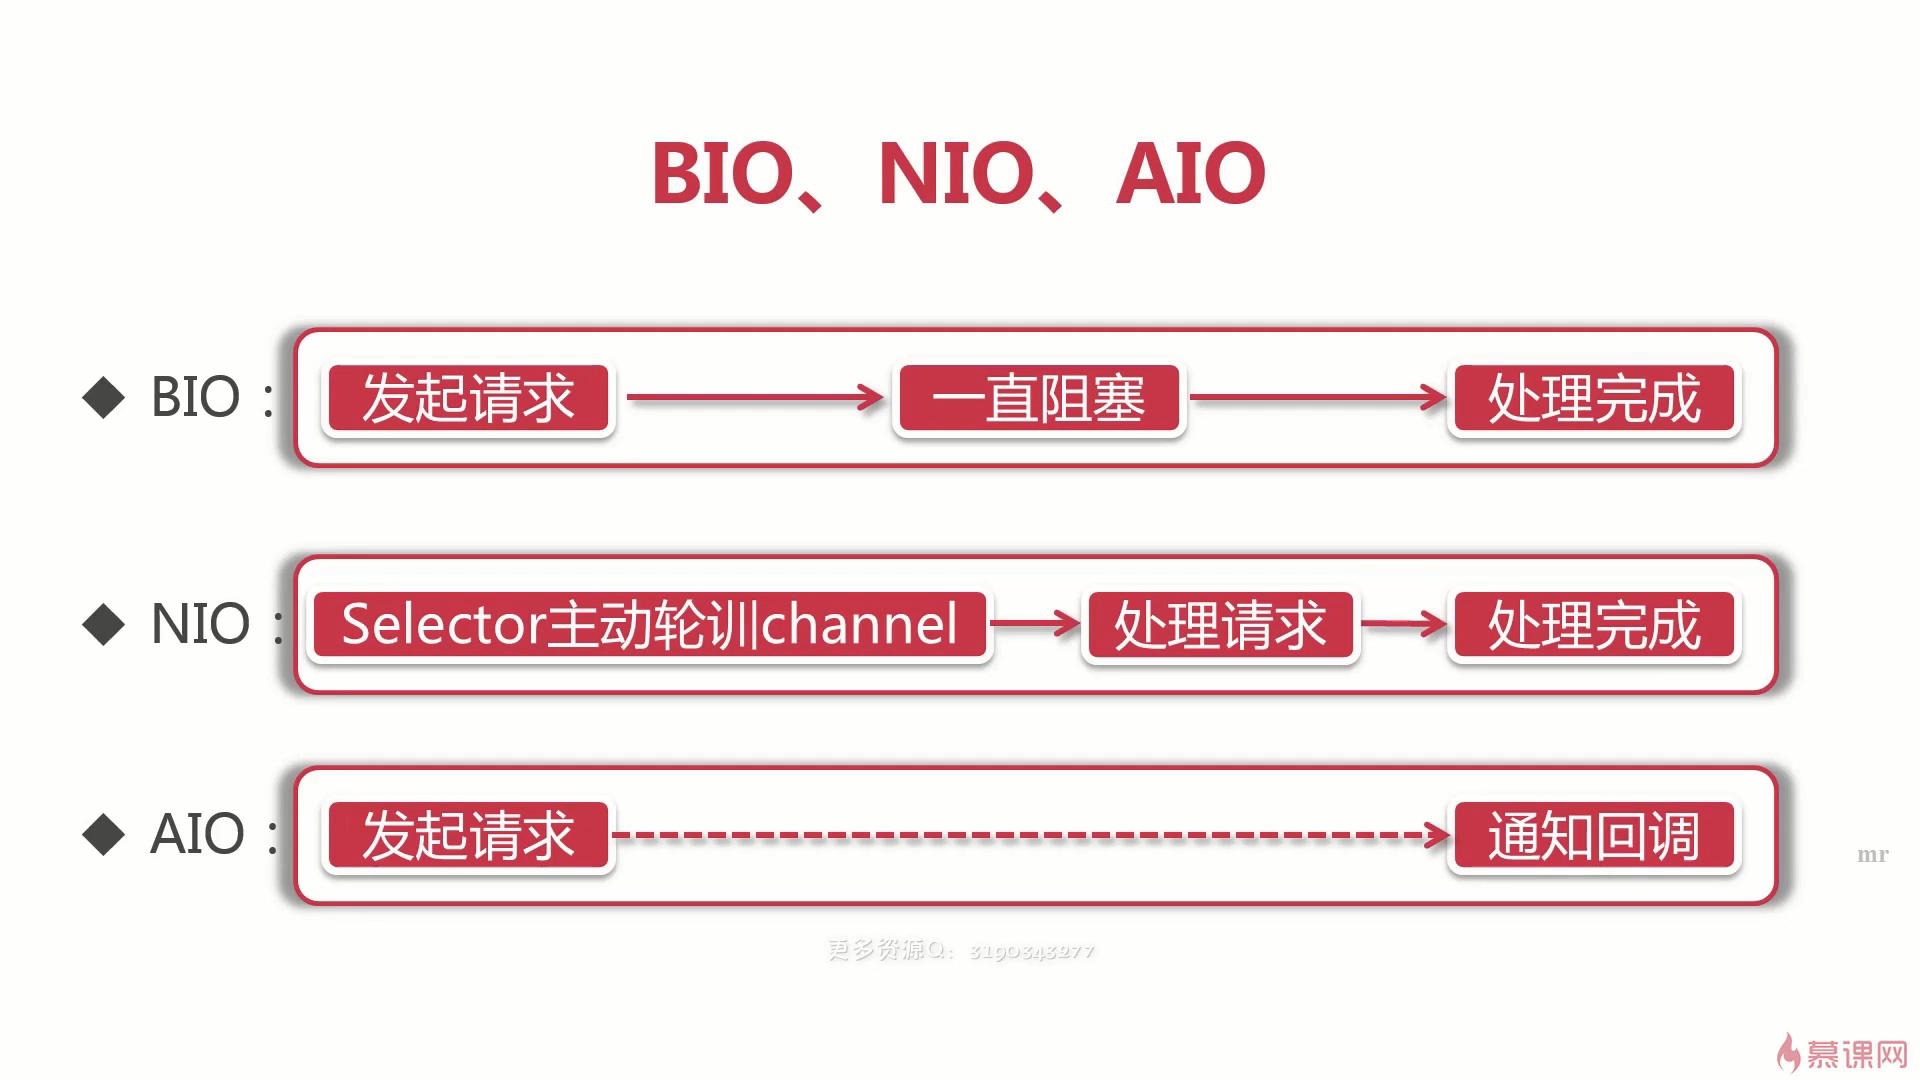 BIO、NIO、AIO
◆ BIO： 发起请求 一直阻塞 处理完成
◆ NIO： Selector主动轮训channel 处理请求 处理完成
◆ AIO： 发起请求 通知回调
mr
更多资源Q：3190343277
慕课网